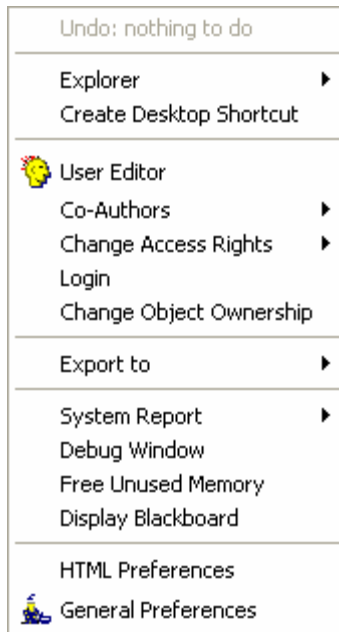 Undo: nothing to do
Explorer
Create Desktop Shortcut
User Editor
Co-Authors
Change Access Rights
Login
Change Object Ownership
Export to
System Report
Debug Window
Free Unused Memory
Display Blackboard
HTML Preferences
General Preferences